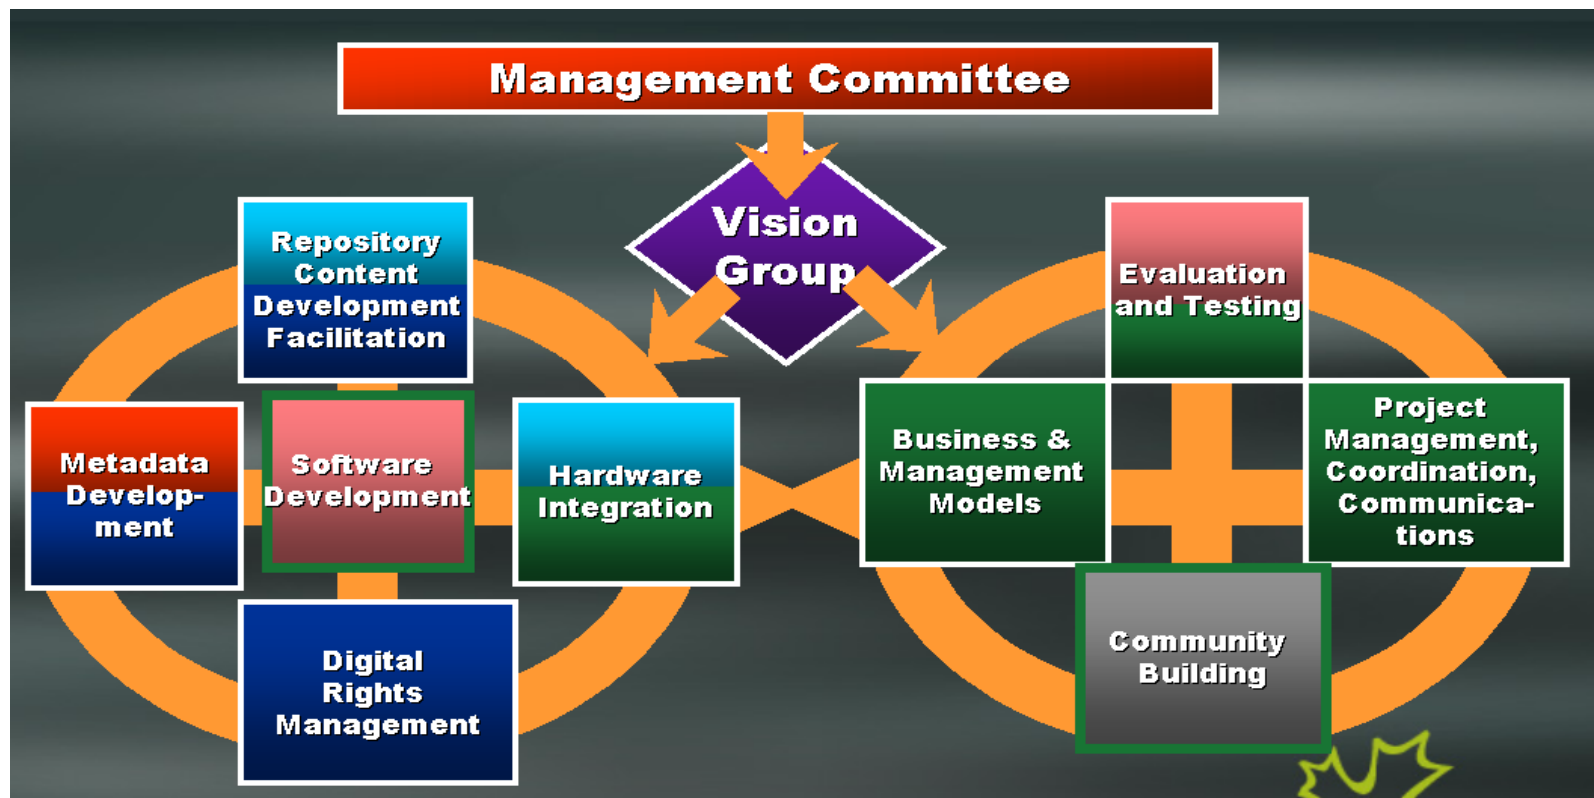 Management Committee
Vision
Group
Repository
Content
Development
Facilitation
Metadata
Develop-
ment
Software
Development
Hardware
Integration
Digital
Rights
Management
Evaluation
and Testing
Business &
Management
Models
Project
Management,
Coordination,
Communica-
tions
Community
Building